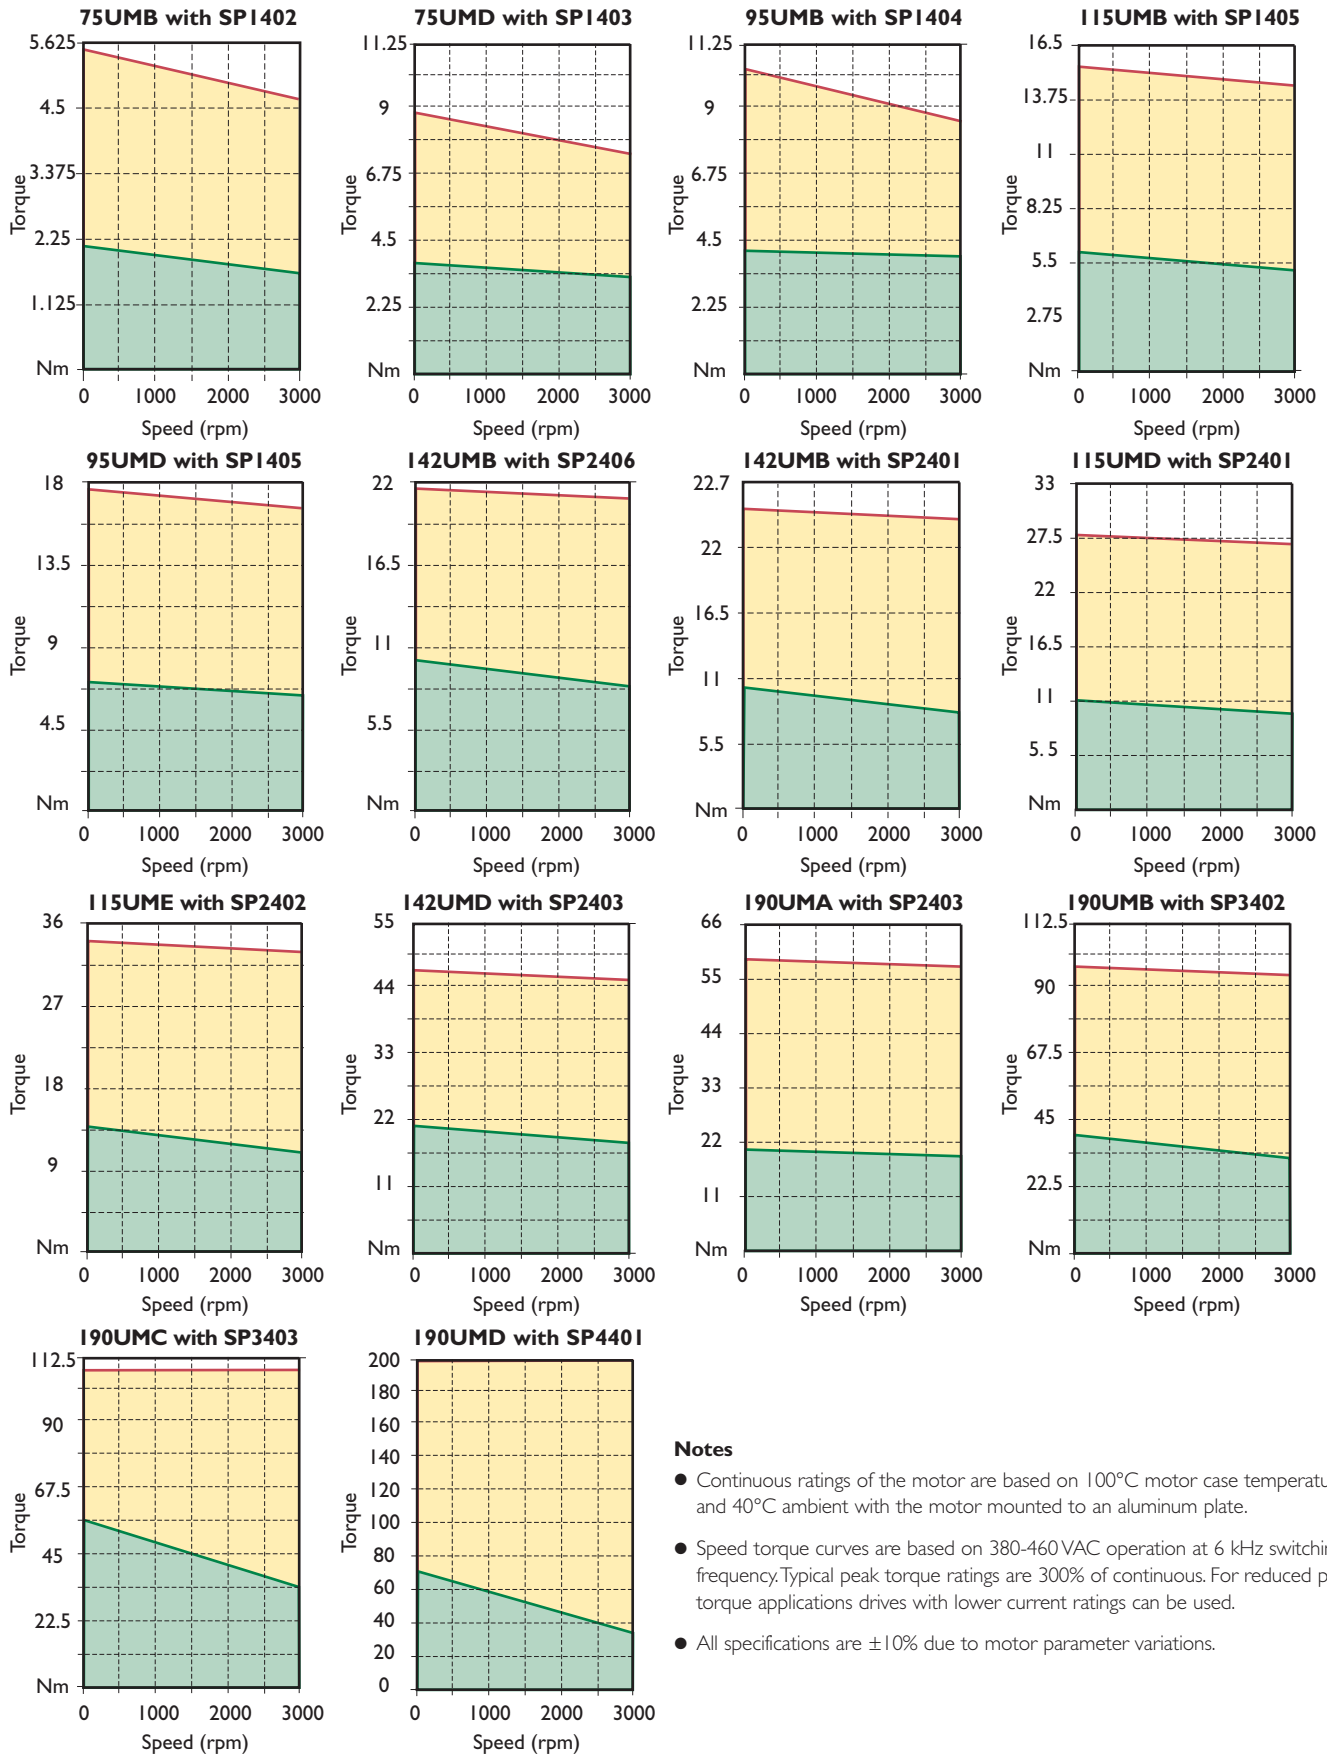 75UMB with SP1402
5.625
4.5
3.375
2.25
1.125
Nm
Torque
0 1000 2000 3000
Speed (rpm)
75UMD with SP1403
11.25
9
6.75
4.5
2.25
Nm
Torque
0 1000 2000 3000
Speed (rpm)
95UMB with SP1404
11.25
9
6.75
4.5
2.25
Nm
Torque
0 1000 2000 3000
Speed (rpm)
115UMB with SP1405
16.5
13.75
11
8.25
5.5
2.75
Nm
Torque
0 1000 2000 3000
Speed (rpm)
95UMD with SP1405
18
13.5
9
4.5
Nm
Torque
0 1000 2000 3000
Speed (rpm)
142UMB with SP2406
22
16.5
11
5.5
Nm
Torque
0 1000 2000 3000
Speed (rpm)
142UMB with SP2401
22.7
22
16.5
11
5.5
Nm
Torque
0 1000 2000 3000
Speed (rpm)
115UMD with SP2401
33
27.5
22
16.5
11
5.5
Nm
Torque
0 1000 2000 3000
Speed (rpm)
115UME with SP2402
36
27
18
9
Nm
Torque
0 1000 2000 3000
Speed (rpm)
142UMD with SP2403
55
44
33
22
11
Nm
Torque
0 1000 2000 3000
Speed (rpm)
190UMA with SP2403
66
55
44
33
22
11
Nm
Torque
0 1000 2000 3000
Speed (rpm)
190UMB with SP3402
112.5
90
67.5
45
22.5
Nm
Torque
0 1000 2000 3000
Speed (rpm)
190UMC with SP3403
112.5
90
67.5
45
22.5
Nm
Torque
0 1000 2000 3000
Speed (rpm)
190UMD with SP4401
200
180
160
140
120
100
80
60
40
20
0
Torque
0 1000 2000 3000
Speed (rpm)
Notes
● Continuous ratings of the motor are based on 100°C motor case temperatu
and 40°C ambient with the motor mounted to an aluminum plate.
● Speed torque curves are based on 380-460 VAC operation at 6 kHz switchin
frequency. Typical peak torque ratings are 300% of continuous. For reduced p
torque applications drives with lower current ratings can be used.
● All specifications are ±10% due to motor parameter variations.